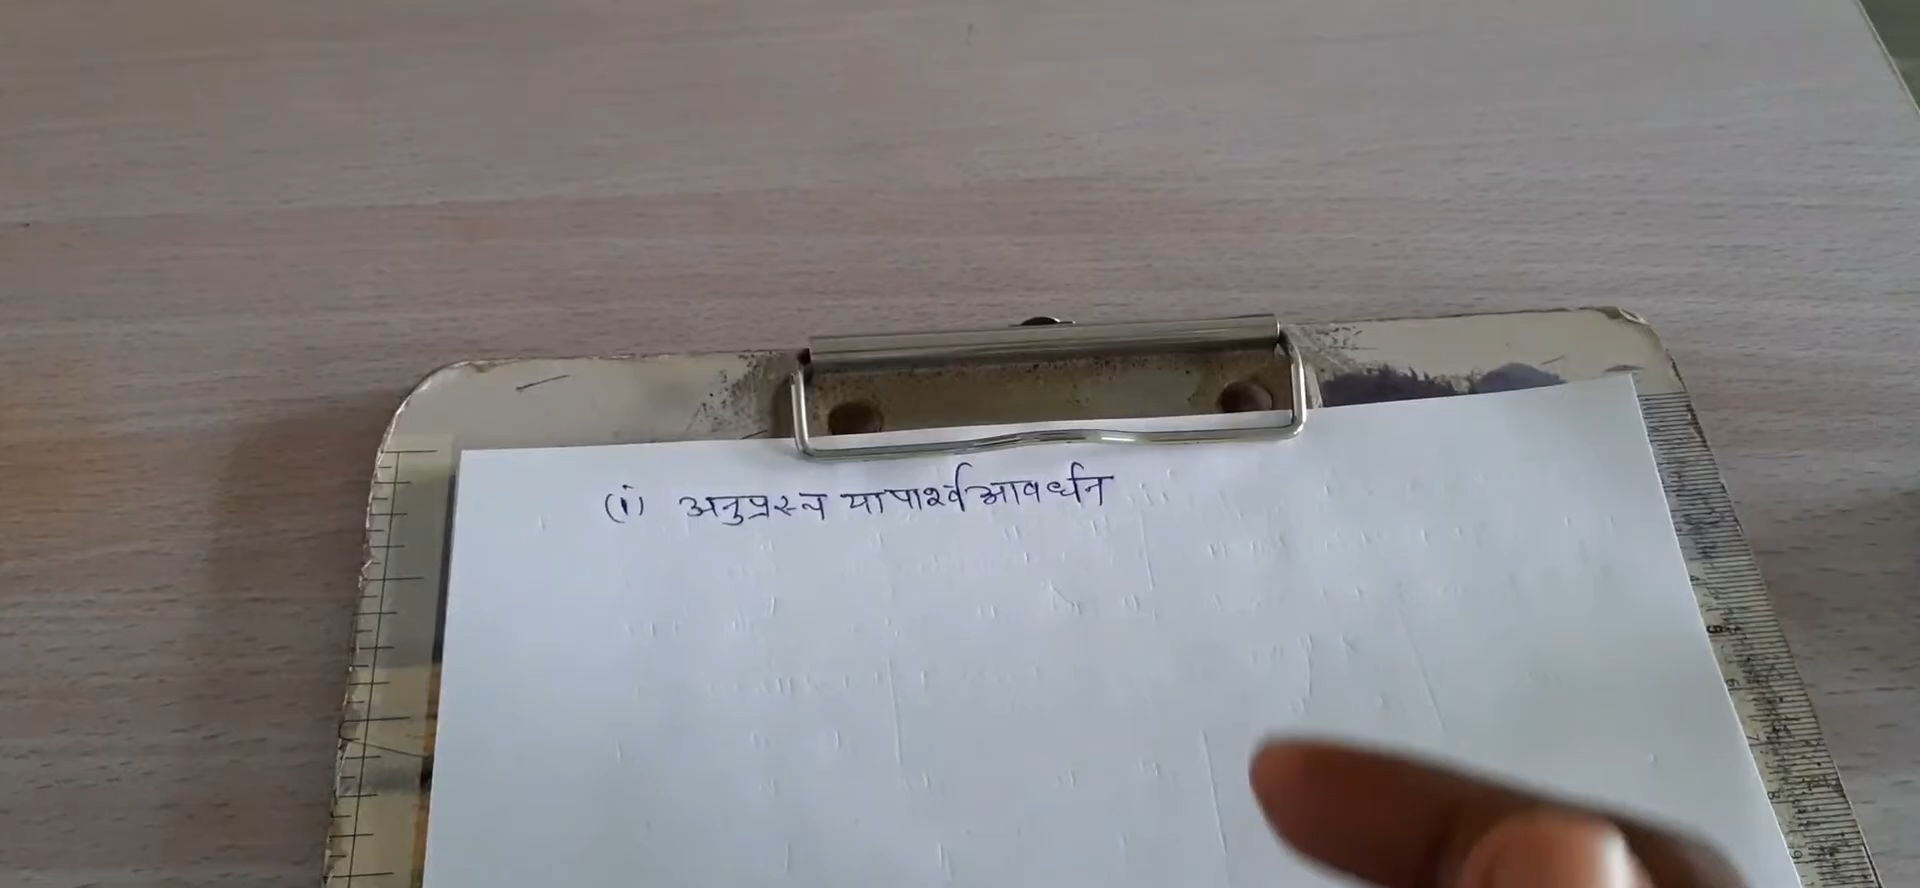 (i) अनुप्रस्थ या पार्श्व आवर्धन